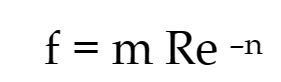 f = m Re –n